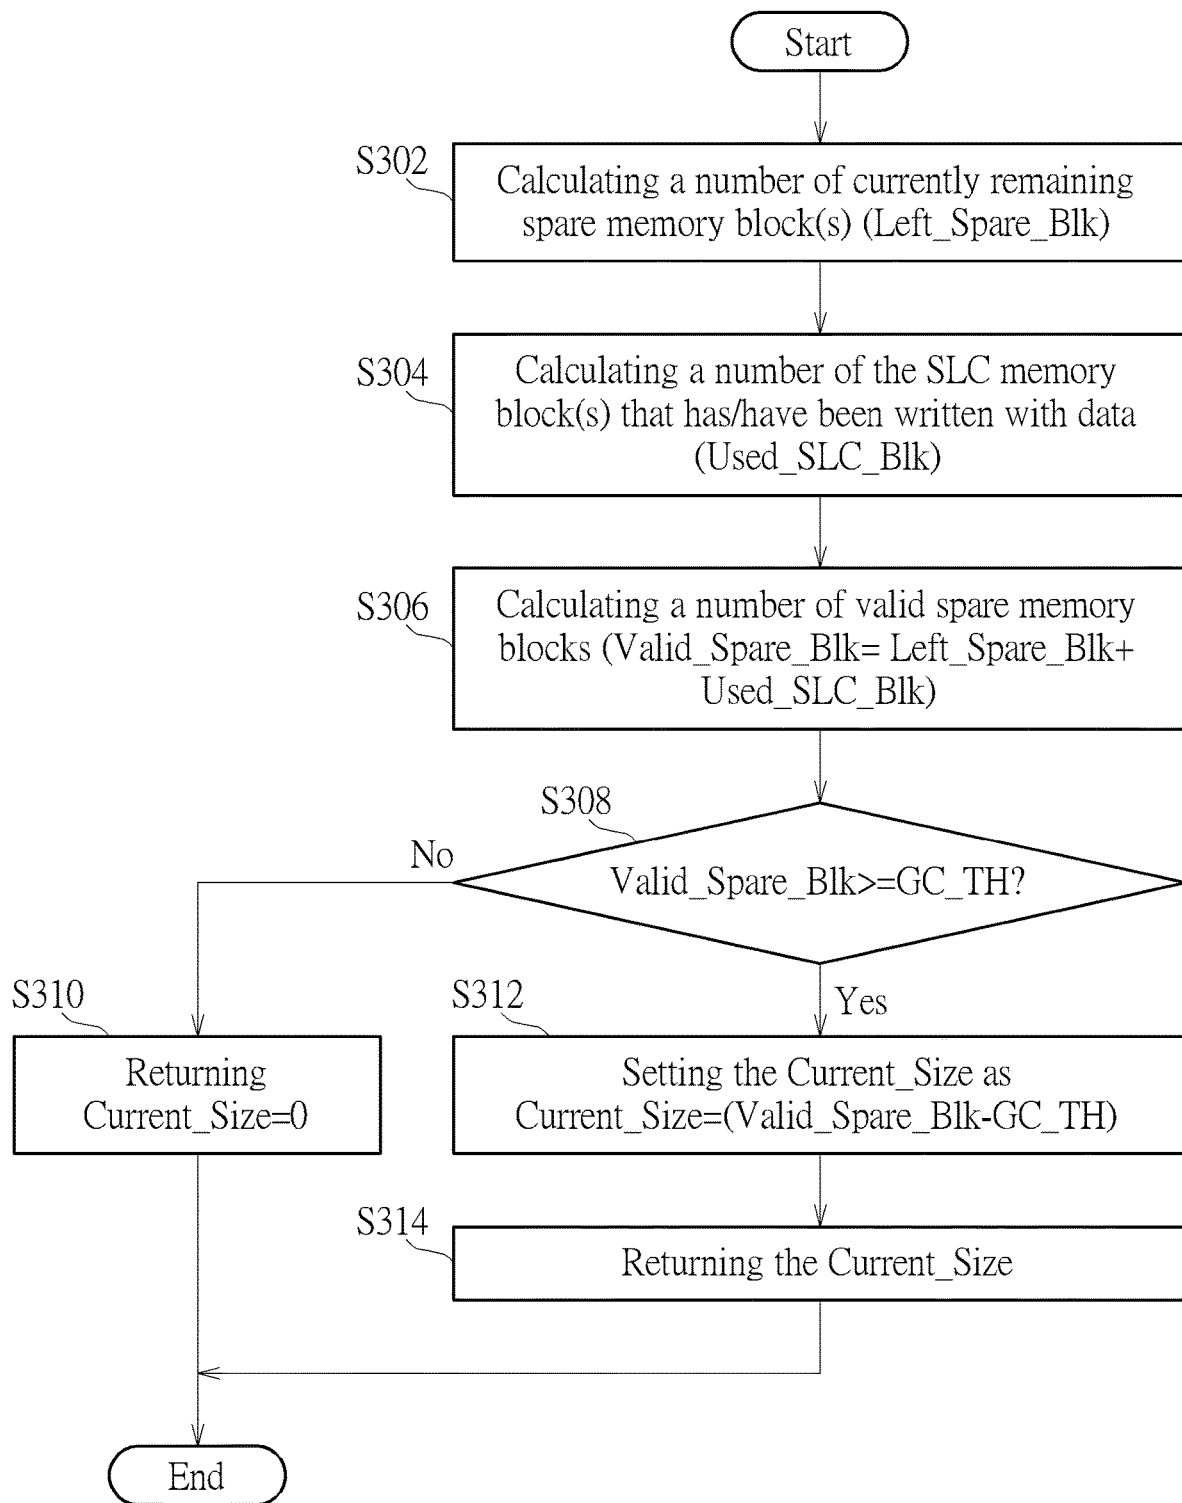 Start
S302
Calculating a number of currently remaining
spare memory block(s) (Left_Spare_Blk)
S304
Calculating a number of the SLC memory
block(s) that has/have been written with data
(Used_SLC_Blk)
S306
Calculating a number of valid spare memory
blocks (Valid_Spare_Blk= Left_Spare_Blk+
Used_SLC_Blk)
S308
No
Valid_Spare_Blk>=GC_TH?
Yes
S310
Returning
Current_Size=0
S312
Setting the Current_Size as
Current_Size=(Valid_Spare_Blk-GC_TH)
S314
Returning the Current_Size
End